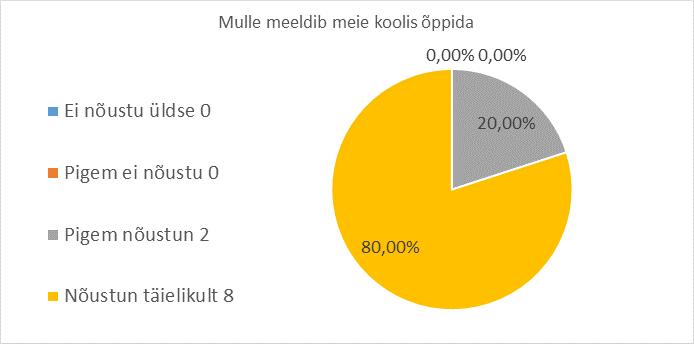 Mulle meeldib meie koolis õppida
0,00% 0,00%
Ei nõustu üldse 0
20,00%
Pigem ei nõustu 0
Pigem nõustun 2
80,00%
Nõustun täielikult 8